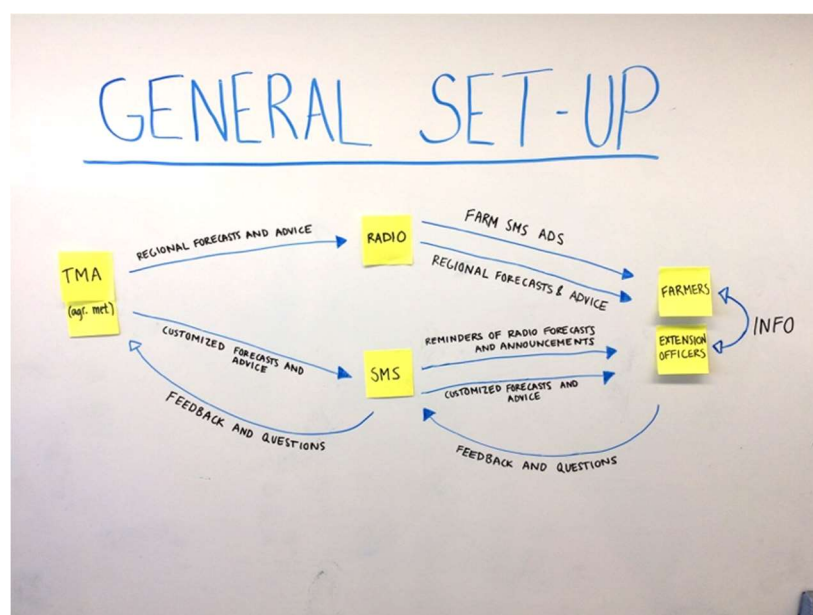 GENERAL SET-UP
REGIONAL FORECASTS AND ADVICE
RADIO
FARM SMS ADS
REGIONAL FORECASTS & ADVICE
TMA
(agr. met)
FARMERS
INFO
EXTENSION
OFFICERS
CUSTOMIZED FORECASTS AND
ADVICE
SMS
REMINDERS OF RADIO FORECASTS
AND ANNOUNCEMENTS
CUSTOMIZED FORECASTS AND
ADVICE
FEEDBACK AND QUESTIONS
FEEDBACK AND QUESTIONS